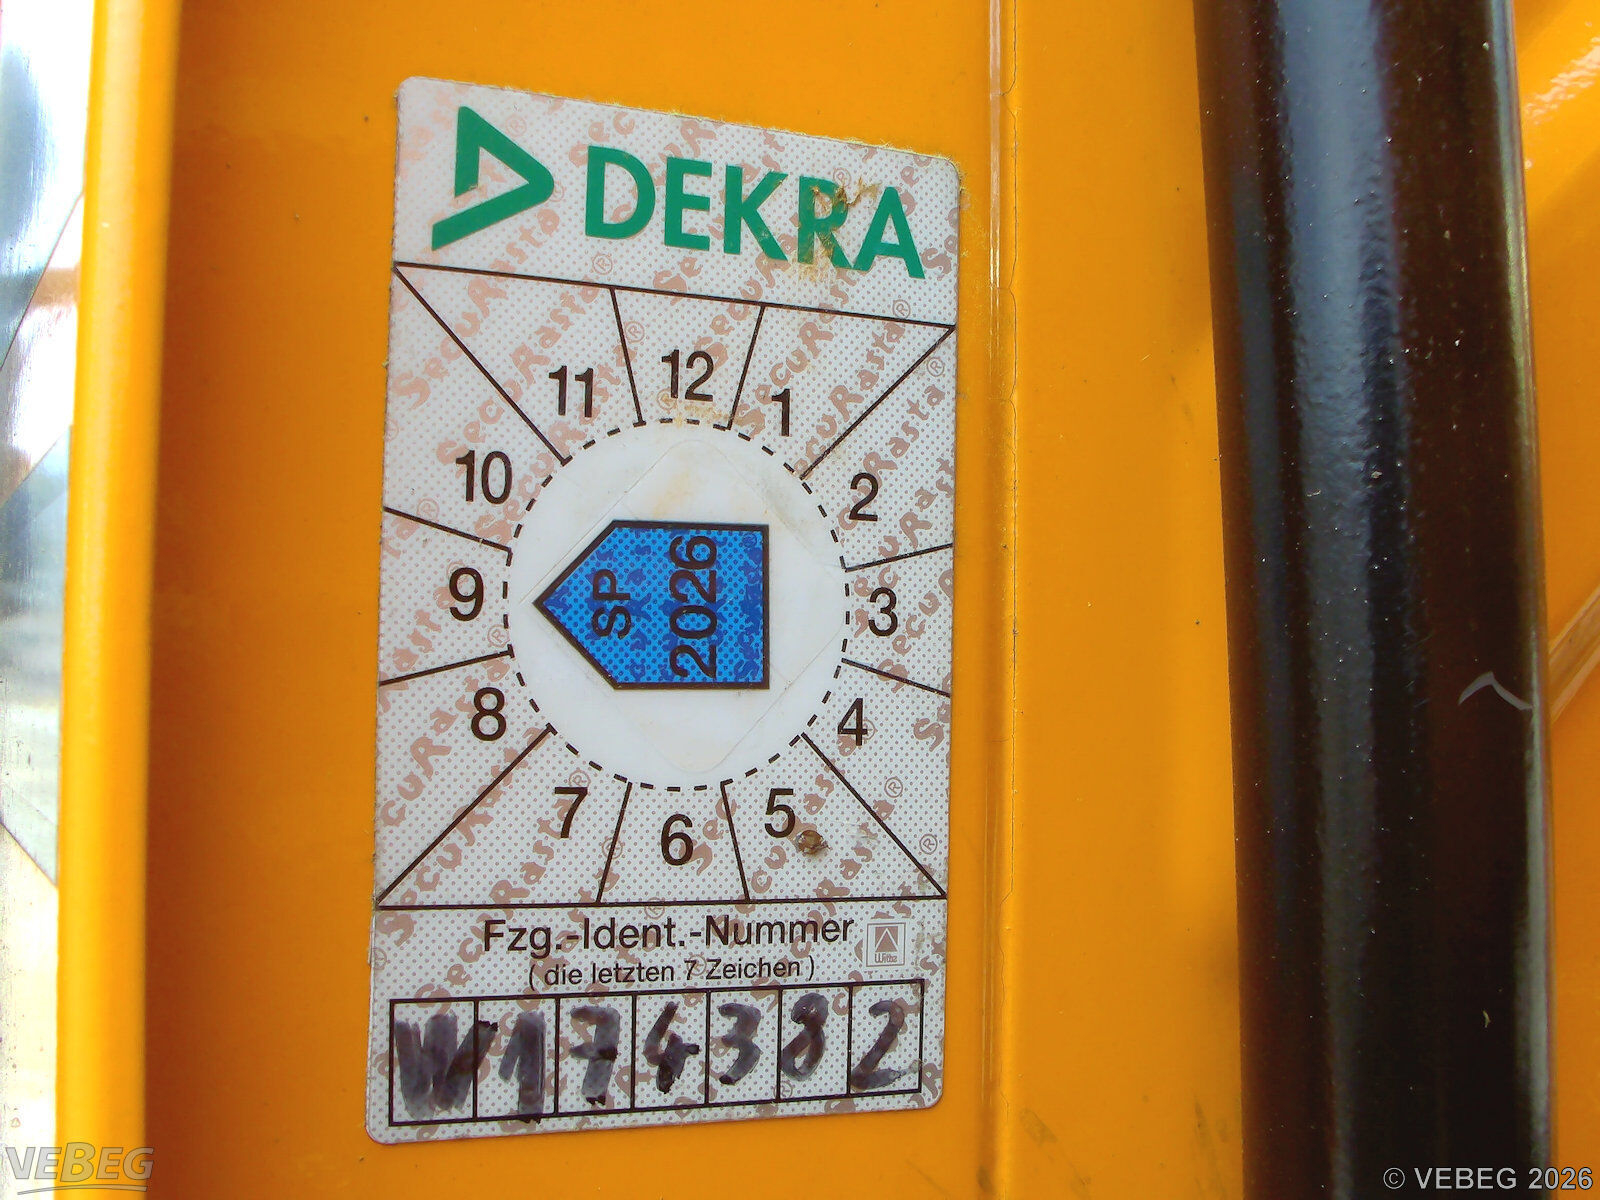 DEKRA
11 12 1
10 2
9 3
8 4
7 6 5
SP
2026
Fzg.-Ident.-Nummer
(die letzten 7 Zeichen)
Witte
W174382
VEBEG
© VEBEG 2026